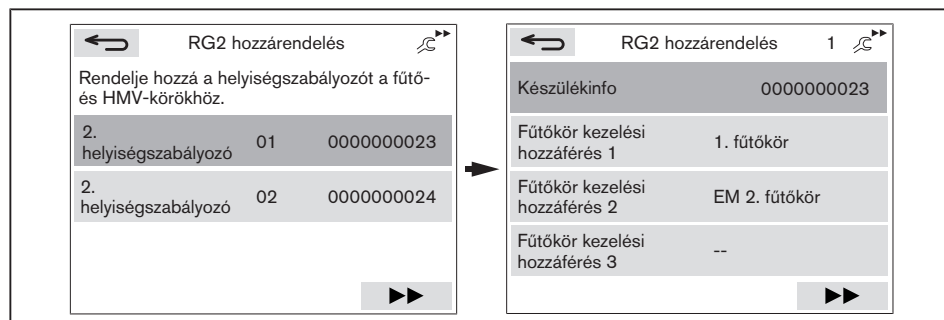 RG2 hozzárendelés
Rendelje hozzá a helyiségszabályozót a fűtő-
és HMV-körökhöz.
2.
helyiségszabályozó 01 0000000023
2.
helyiségszabályozó 02 0000000024
RG2 hozzárendelés 1
Készülékinfo 0000000023
Fűtőkör kezelési
hozzáférés 1 1. fűtőkör
Fűtőkör kezelési
hozzáférés 2 EM 2. fűtőkör
Fűtőkör kezelési
hozzáférés 3 --